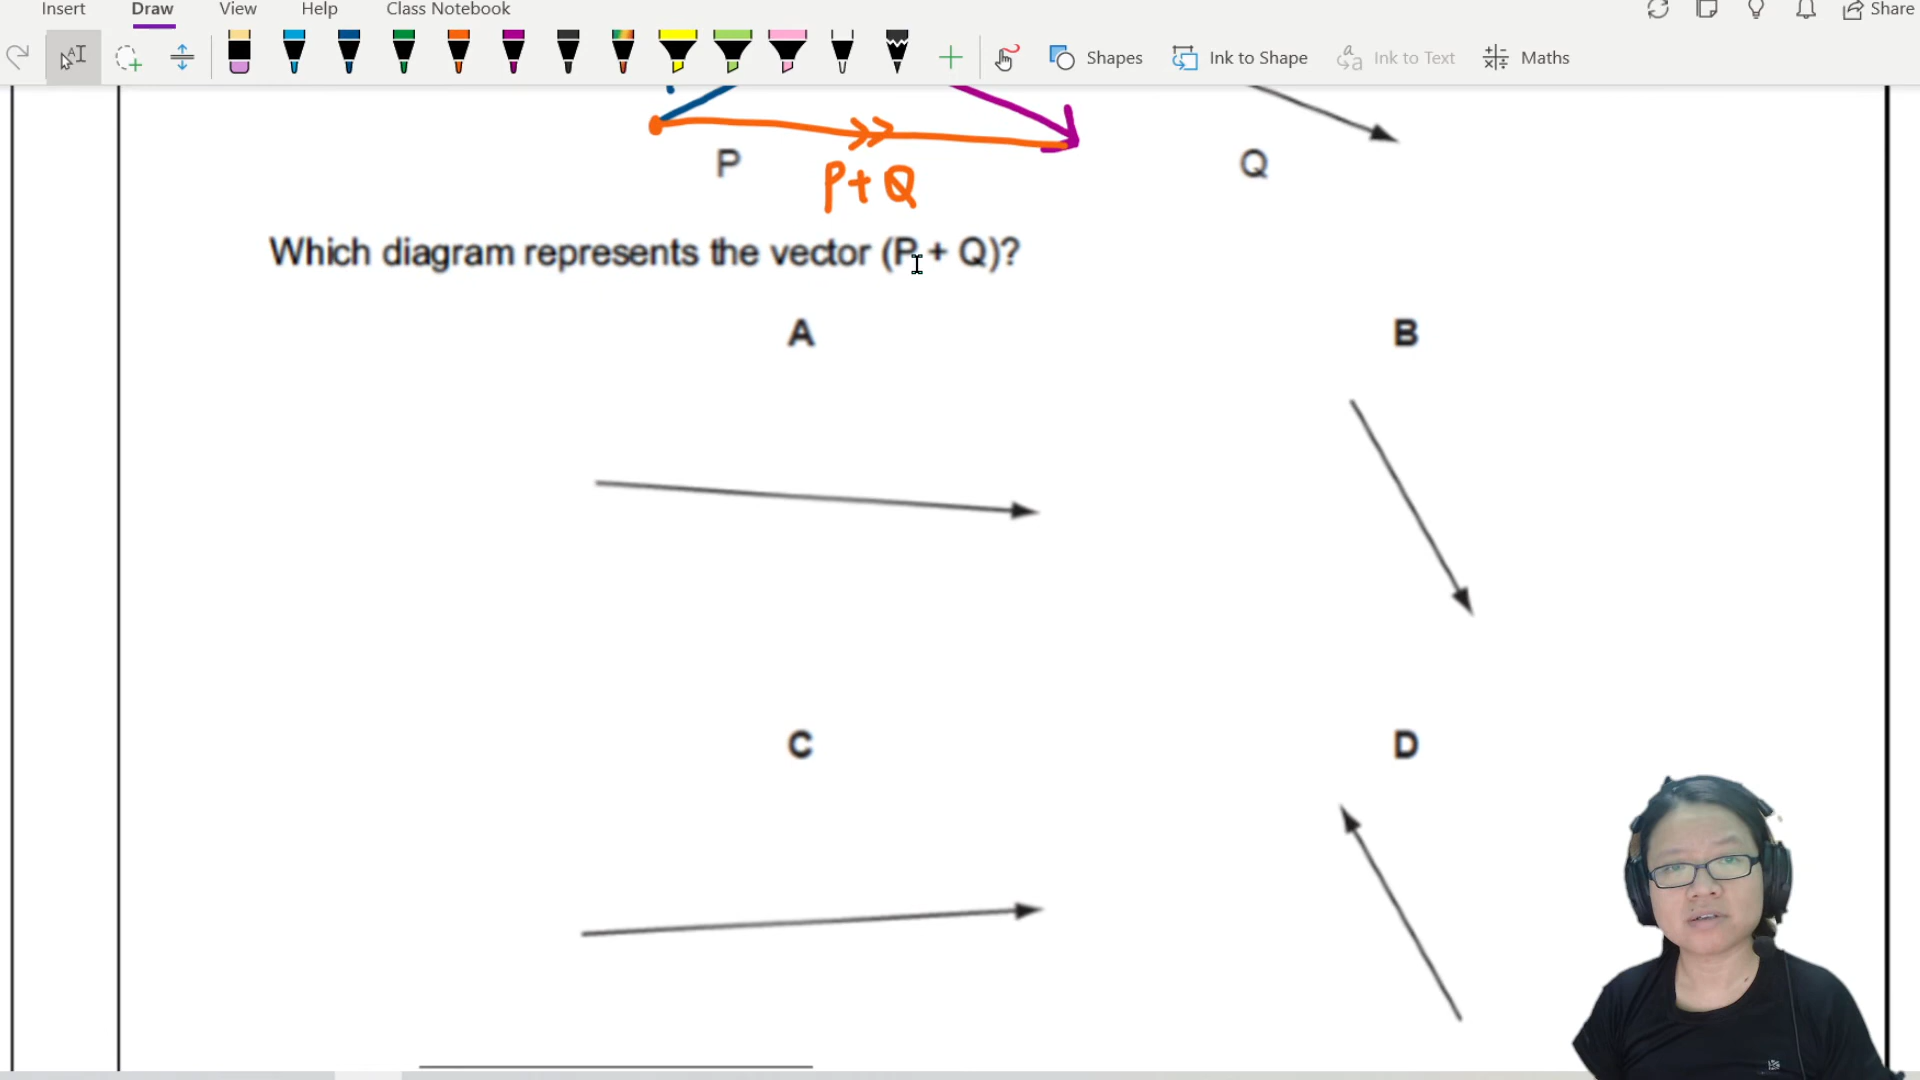 Insert Draw View Help Class Notebook Share
Shapes Ink to Shape Ink to Text Maths
P Q
P+Q
Which diagram represents the vector (P + Q)?
A B
C D